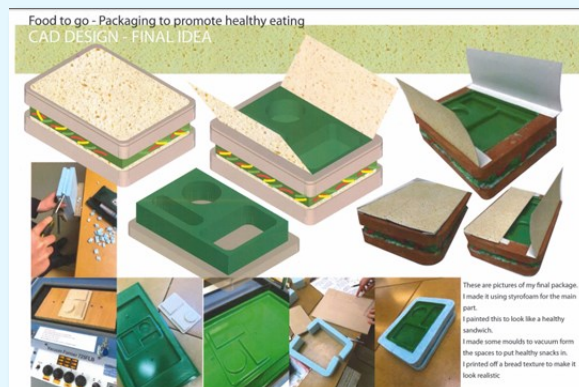 Food to go - Packaging to promote healthy eating
CAD DESIGN - FINAL IDEA
These are pictures of my final package.
I made it using styrofoam for the main
part.
I painted this to look like a healthy
sandwich.
I made some moulds to vacuum form
the spaces to put healthy snacks in.
I printed off a bread texture to make it
look realistic